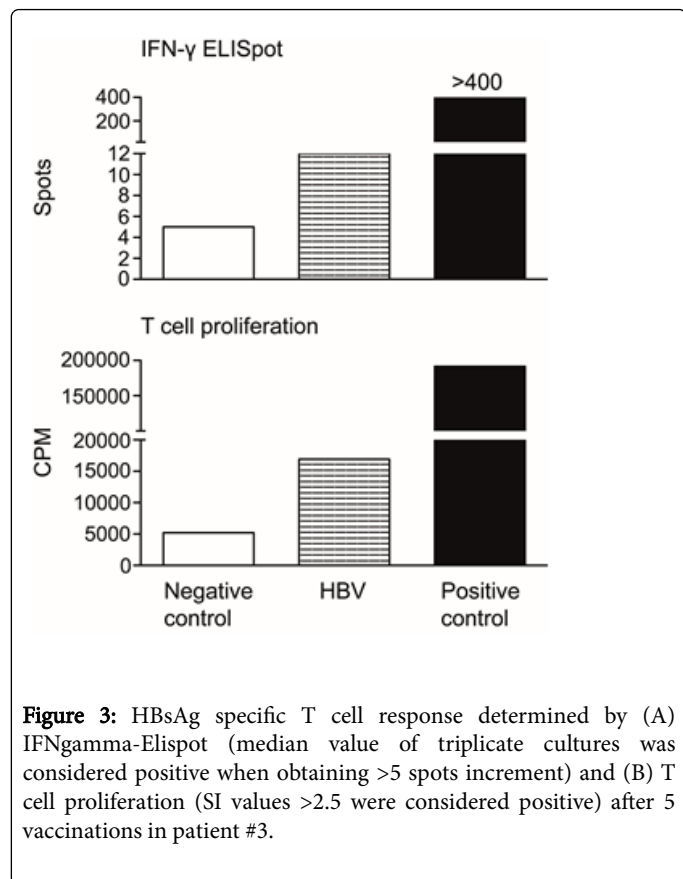 IFN-γ ELISpot
>400
400
200
12
10
8
6
4
2
0
Spots
T cell proliferation
200000
150000
20000
15000
10000
5000
0
CPM
Negative control
HBV
Positive control
Figure 3: HBsAg specific T cell response determined by (A)
IFNgamma-Elispot (median value of triplicate cultures was
considered positive when obtaining >5 spots increment) and (B) T
cell proliferation (SI values >2.5 were considered positive) after 5
vaccinations in patient #3.